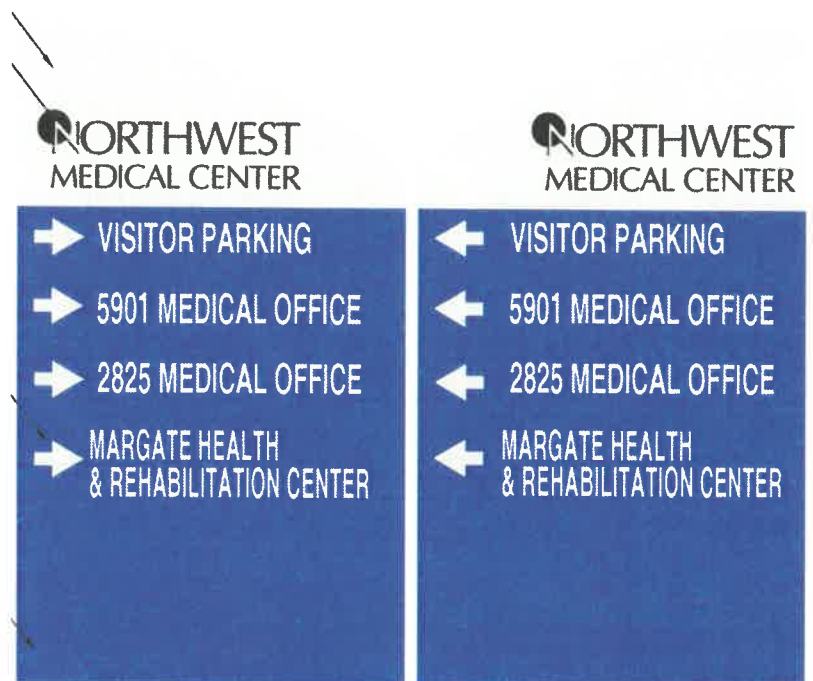 NORTHWEST
MEDICAL CENTER
VISITOR PARKING
5901 MEDICAL OFFICE
2825 MEDICAL OFFICE
MARGATE HEALTH
& REHABILITATION CENTER
NORTHWEST
MEDICAL CENTER
VISITOR PARKING
5901 MEDICAL OFFICE
2825 MEDICAL OFFICE
MARGATE HEALTH
& REHABILITATION CENTER